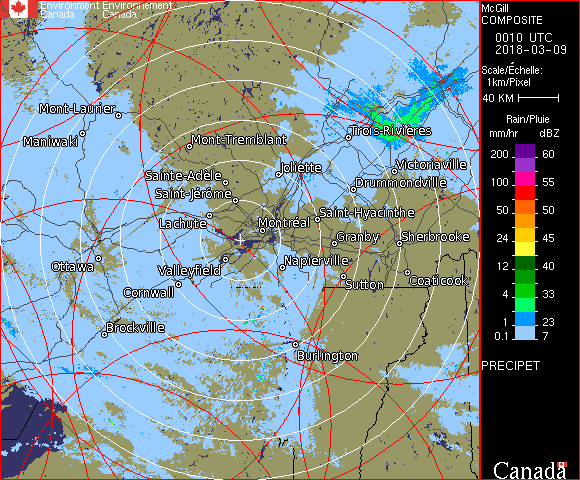 Environment Environnement
Canada Canada
Mont-Laurier
Maniwaki
Mont-Tremblant
Trois-Rivières
Joliette
Victoriaville
Sainte-Adèle
Drummondville
Saint-Jérôme
Saint-Hyacinthe
Lachute
Montréal
Granby
Sherbrooke
Ottawa
Valleyfield
Napierville
Cornwall
Sutton
Coaticook
Brockville
Burlington
McGill
COMPOSITE
0010 UTC
2018-03-09
Scale/Échelle:
1km/Pixel
40 KM
Rain/Pluie
mm/hr dBZ
200 60
100 55
50 50
24 45
12 40
4 33
1 23
0.1 7
PRECIPET
Canada